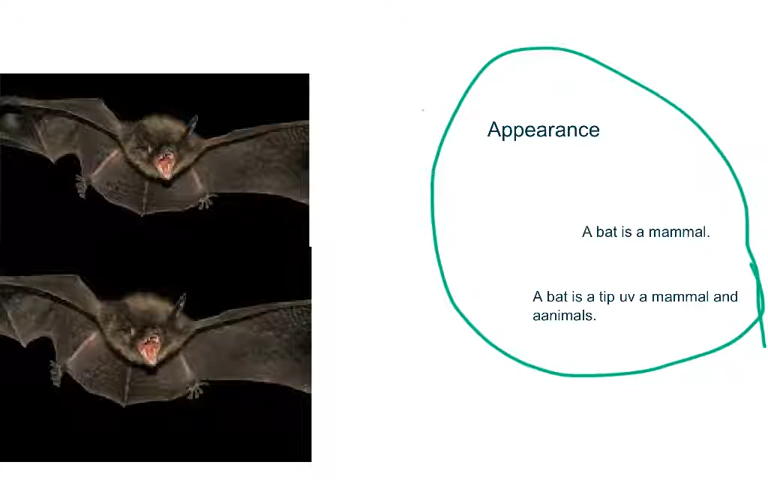 Appearance
A bat is a mammal.
A bat is a tip uv a mammal and
aanimals.